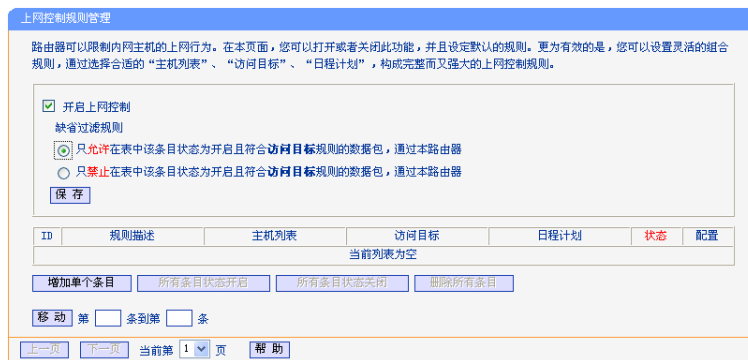 上网控制规则管理
路由器可以限制内网主机的上网行为。在本页面，您可以打开或者关闭此功能，并且设定默认的规则。更为有效的是，您可以设置灵活的组合
规则，通过选择合适的“主机列表”、“访问目标”、“日程计划”，构成完整而又强大的上网控制规则。
开启上网控制
缺省过滤规则
只允许在表中该条目状态为开启且符合访问目标规则的数据包，通过本路由器
只禁止在表中该条目状态为开启且符合访问目标规则的数据包，通过本路由器
保 存
ID 规则描述 主机列表 访问目标 日程计划 状态 配置
当前列表为空
增加单个条目 所有条目状态开启 所有条目状态关闭 删除所有条目
移 动 第 条到第 条
上一页 下一页 当前第 1 页 帮 助